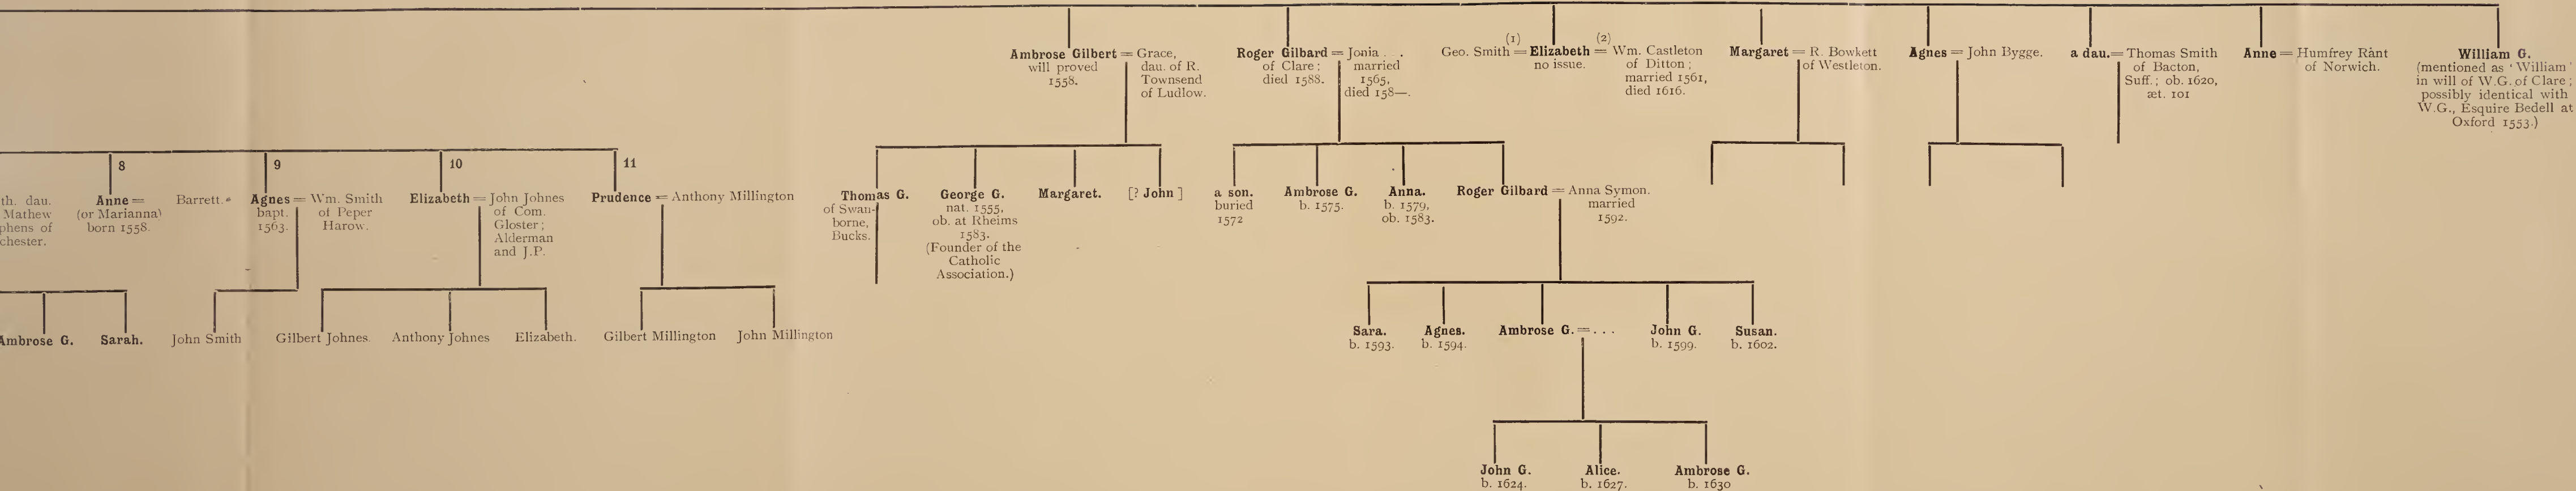 (1) (2)
Ambrose Gilbert = Grace,
will proved dau. of R.
1558. Townsend
of Ludlow.
Roger Gilbard = Jonia . .
of Clare; married
died 1588. 1565,
died 158—.
Geo. Smith = Elizabeth = Wm. Castleton
no issue. of Ditton;
married 1561,
died 1616.
Margaret = R. Bowkett
of Westleton.
Agnes = John Bygge.
a dau. = Thomas Smith
of Bacton,
Suff.; ob. 1620,
æt. 101
Anne = Humfrey Rant
of Norwich.
William G.
(mentioned as 'William'
in will of W.G. of Clare;
possibly identical with
W.G., Esquire Bedell at
Oxford 1553.)
8 9 10 11
th. dau.
Mathew
phens of
chester.
Anne =
(or Marianna)
born 1558.
Barrett.
Agnes = Wm. Smith
bapt. of Peper
1563. Harow.
Elizabeth = John Johnes
of Com.
Gloster;
Alderman
and J.P.
Prudence = Anthony Millington
Thomas G.
of Swan-
borne,
Bucks.
George G.
nat. 1555,
ob. at Rheims
1583.
(Founder of the
Catholic
Association.)
Margaret.
[? John ]
a son.
buried
1572
Ambrose G.
b. 1575.
Anna.
b. 1579,
ob. 1583.
Roger Gilbard = Anna Symon.
married
1592.
Ambrose G.
Sarah.
John Smith
Gilbert Johnes
Anthony Johnes
Elizabeth.
Gilbert Millington
John Millington
Sara.
b. 1593.
Agnes.
b. 1594.
Ambrose G. = . . .
John G.
b. 1599.
Susan.
b. 1602.
John G.
b. 1624.
Alice.
b. 1627.
Ambrose G.
b. 1630